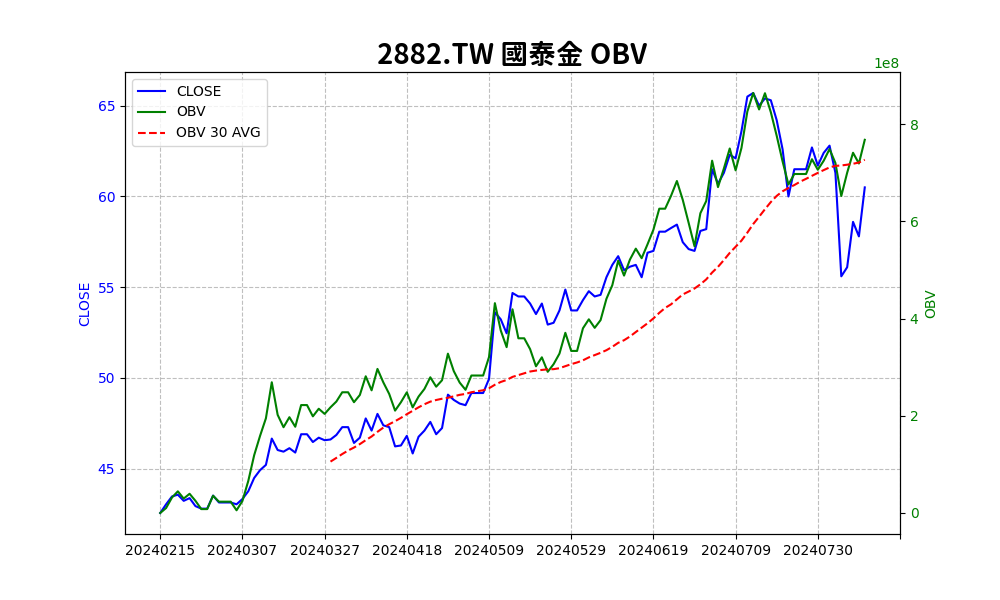 2882.TW 國泰金 OBV
1e8
CLOSE
OBV
OBV 30 AVG
65
60
55
50
45
CLOSE
8
6
4
2
0
OBV
20240215 20240307 20240327 20240418 20240509 20240529 20240619 20240709 20240730